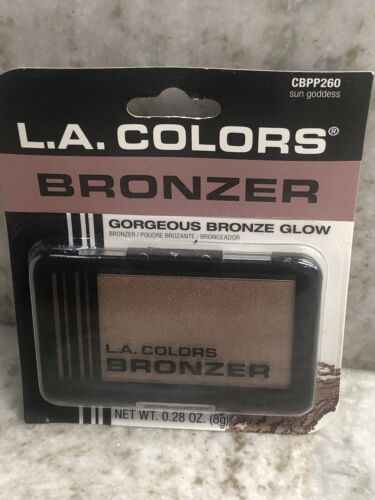 CBPP260
sun goddess
L.A. COLORS®
BRONZER
GORGEOUS BRONZE GLOW
BRONZER / POUDRE BROZANTE / BRONCEADOR
L.A. COLORS
BRONZER
NET WT. 0.28 OZ. (8g)